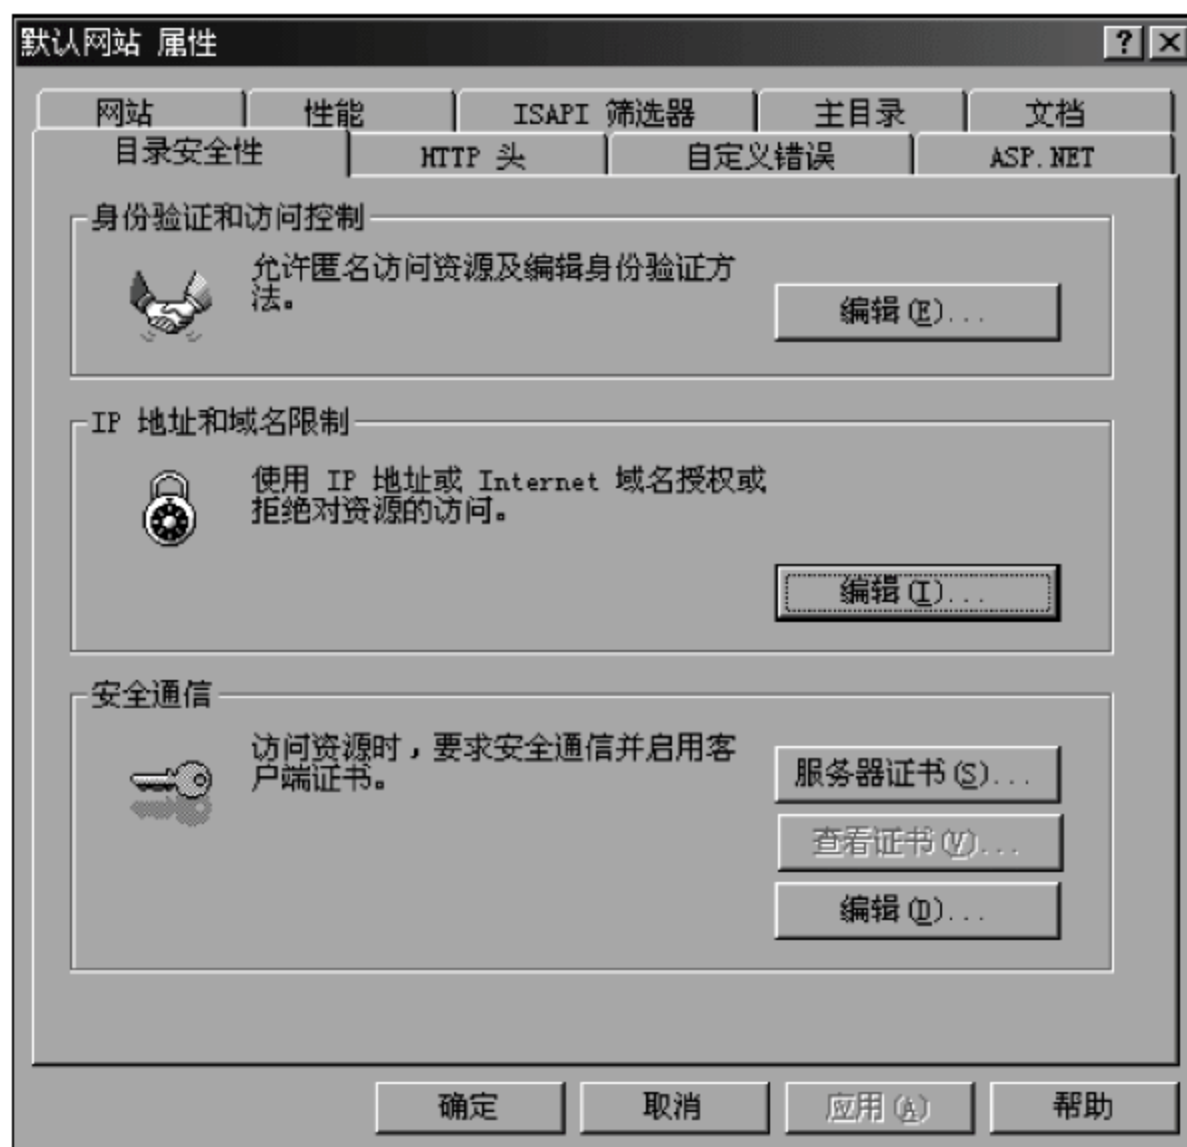 默认网站 属性
网站 性能 ISAPI 筛选器 主目录 文档
目录安全性 HTTP 头 自定义错误 ASP.NET
身份验证和访问控制
允许匿名访问资源及编辑身份验证方
法。
编辑(E)...
IP 地址和域名限制
使用 IP 地址或 Internet 域名授权或
拒绝对资源的访问。
编辑(I)...
安全通信
访问资源时，要求安全通信并启用客
户端证书。
服务器证书(S)...
查看证书(V)...
编辑(D)...
确定 取消 应用(A) 帮助